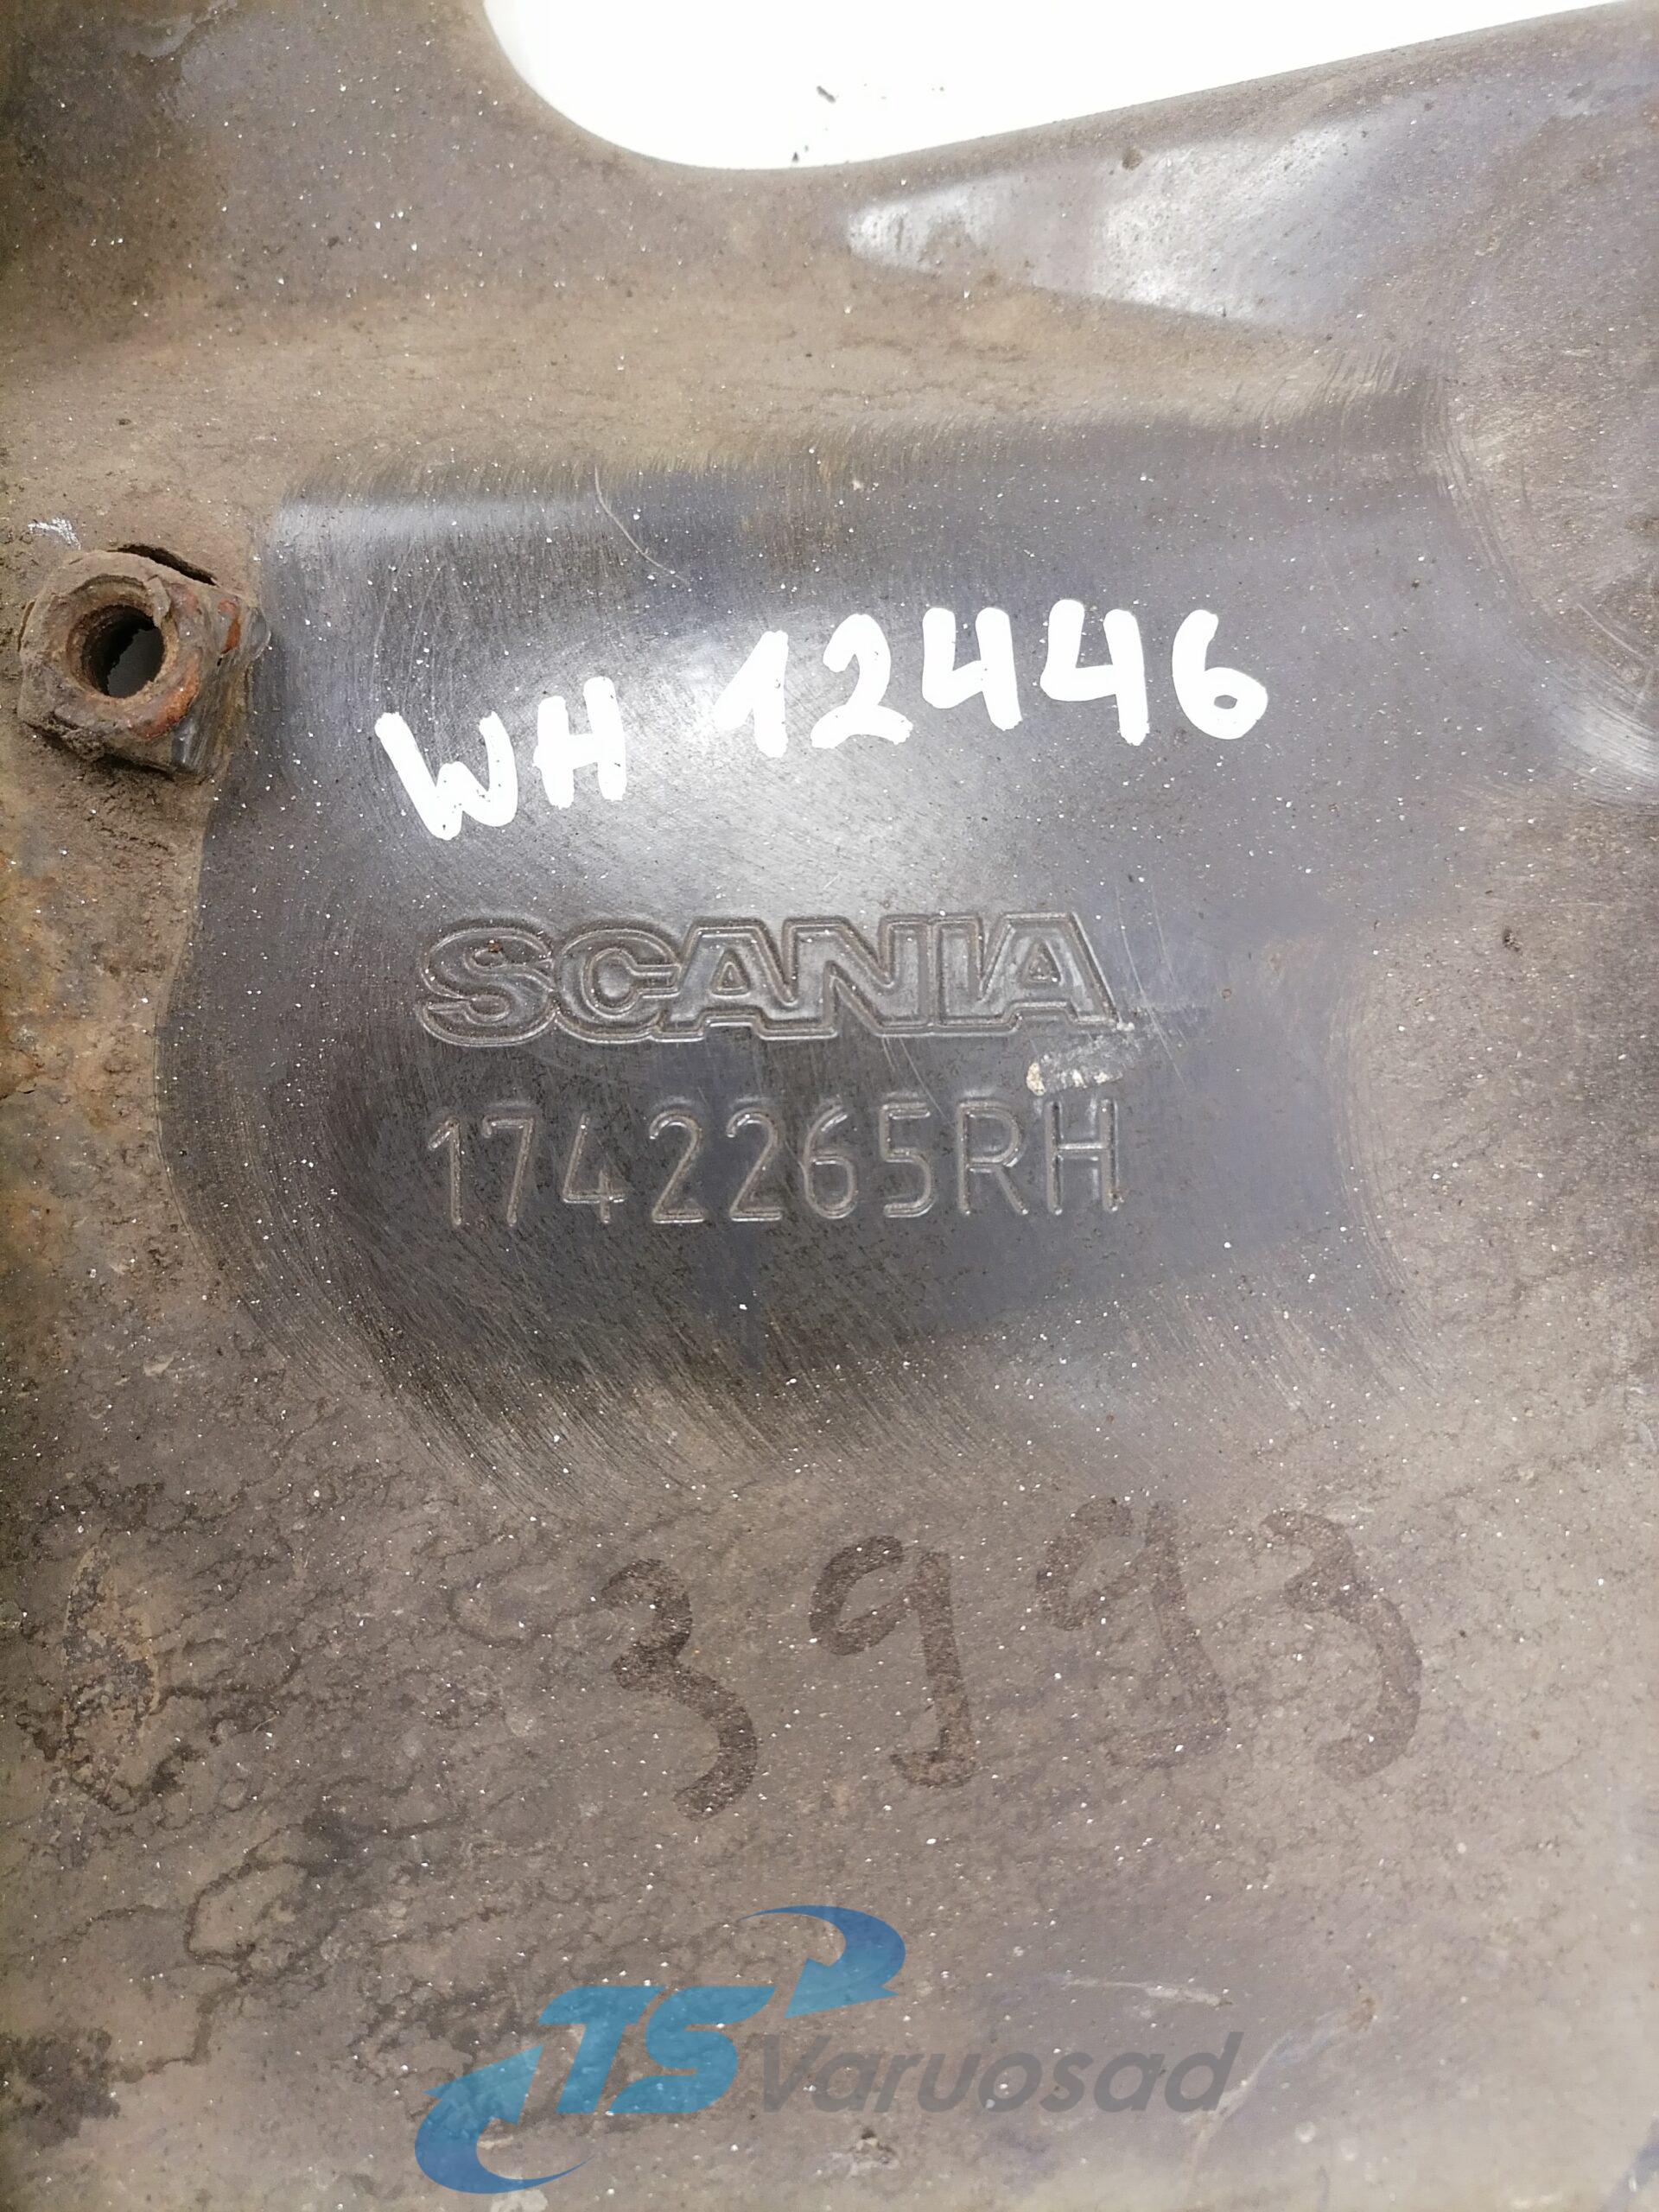 WH 12446
SCANIA
1742265RH
3993
TS Varuosad